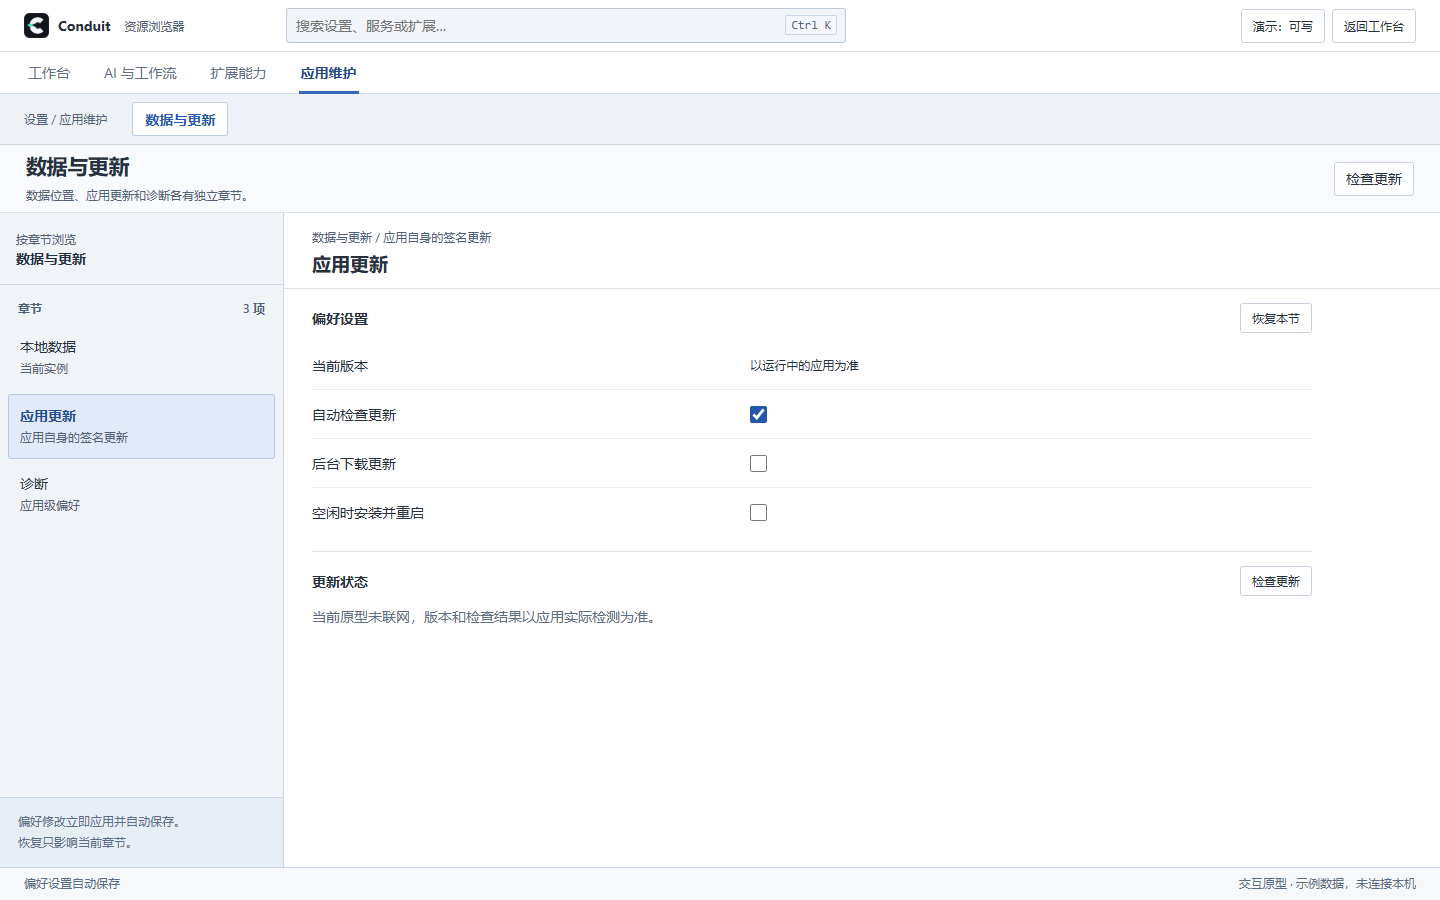 Conduit 资源浏览器
搜索设置、服务或扩展... Ctrl K
演示：可写
返回工作台
工作台
AI 与工作流
扩展能力
应用维护
设置 / 应用维护
数据与更新
数据与更新
数据位置、应用更新和诊断各有独立章节。
检查更新
按章节浏览
数据与更新
章节 3 项
本地数据
当前实例
应用更新
应用自身的签名更新
诊断
应用级偏好
偏好修改立即应用并自动保存。
恢复只影响当前章节。
数据与更新 / 应用自身的签名更新
应用更新
偏好设置 恢复本节
当前版本 以运行中的应用为准
自动检查更新
后台下载更新
空闲时安装并重启
更新状态 检查更新
当前原型未联网，版本和检查结果以应用实际检测为准。
偏好设置自动保存
交互原型 · 示例数据，未连接本机